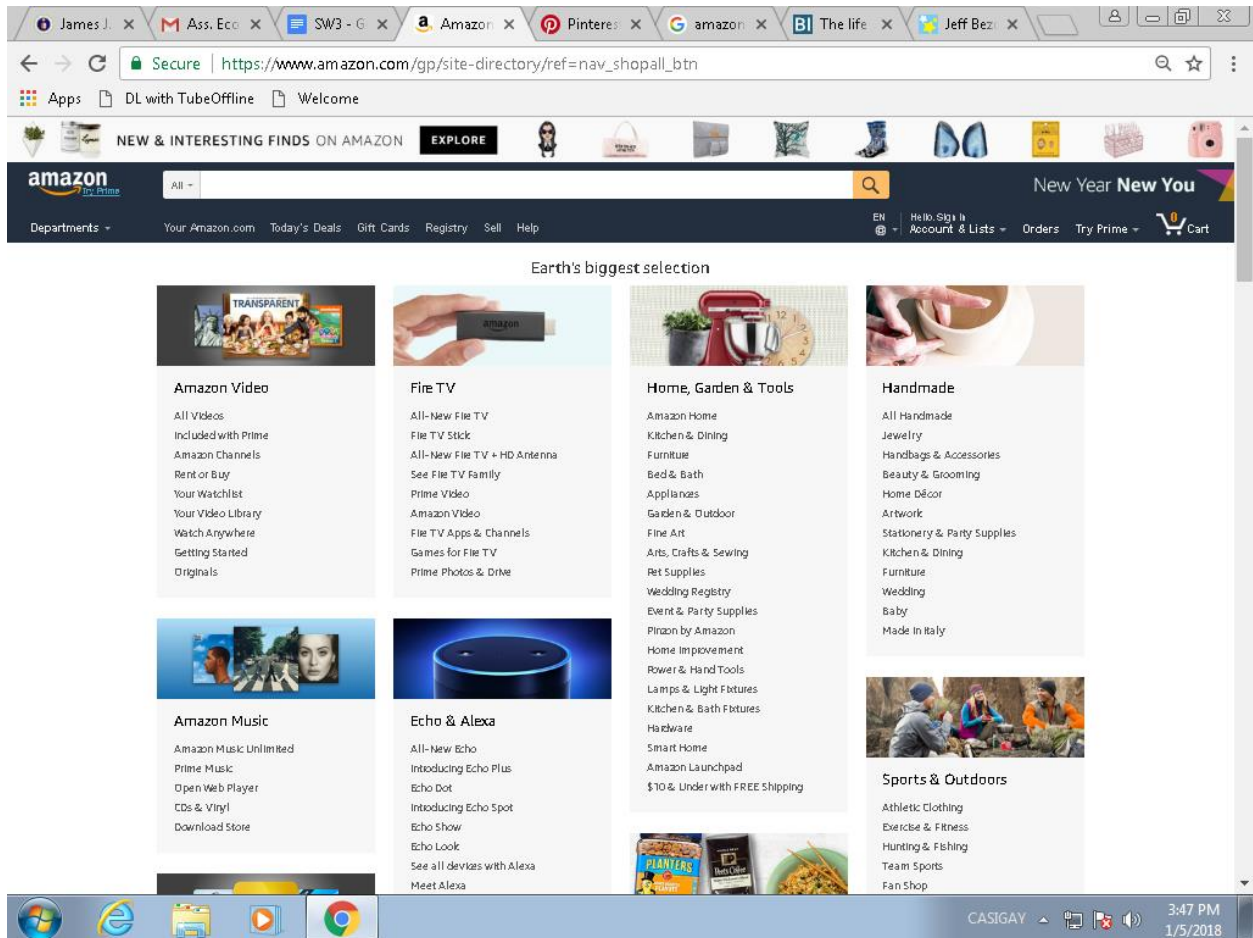 James J.
Ass. Eco
SW3 - G
Amazon
Pinteres
amazon
BI The life
Jeff Bez
Secure | https://www.amazon.com/gp/site-directory/ref=nav_shopall_btn
Apps DL with TubeOffline Welcome
NEW & INTERESTING FINDS ON AMAZON EXPLORE
amazon All New Year New You
Try Prime
Departments Your Amazon.com Today's Deals Gift Cards Registry Sell Help EN Hello. Sign in Account & Lists Orders Try Prime 0 Cart
Earth's biggest selection
TRANSPARENT
Amazon Video
All Videos
Included with Prime
Amazon Channels
Rent or Buy
Your Watchlist
Your Video Library
Watch Anywhere
Getting Started
Originals
amazon
Fire TV
All-New Fire TV
Fire TV Stick
All-New Fire TV + HD Antenna
See Fire TV Family
Prime Video
Amazon Video
Fire TV Apps & Channels
Games for Fire TV
Prime Photos & Drive
12
1
2
3
4
5
6
Home, Garden & Tools
Amazon Home
Kitchen & Dining
Furniture
Bed & Bath
Appliances
Garden & Outdoor
Fine Art
Arts, Crafts & Sewing
Pet Supplies
Wedding Registry
Event & Party Supplies
Pinzon by Amazon
Home Improvement
Power & Hand Tools
Lamps & Light Fixtures
Kitchen & Bath Fixtures
Hardware
Smart Home
Amazon Launchpad
$10 & Under with FREE Shipping
Handmade
All Handmade
Jewelry
Handbags & Accessories
Beauty & Grooming
Home Décor
Artwork
Stationery & Party Supplies
Kitchen & Dining
Furniture
Wedding
Baby
Made in Italy
Amazon Music
Amazon Music Unlimited
Prime Music
Open Web Player
CDs & Vinyl
Download Store
Echo & Alexa
All-New Echo
Introducing Echo Plus
Echo Dot
Introducing Echo Spot
Echo Show
Echo Look
See all devices with Alexa
Meet Alexa
PLANTERS
Peet's Coffee
Sports & Outdoors
Athletic Clothing
Exercise & Fitness
Hunting & Fishing
Team Sports
Fan Shop
CASIGAY
3:47 PM
1/5/2018